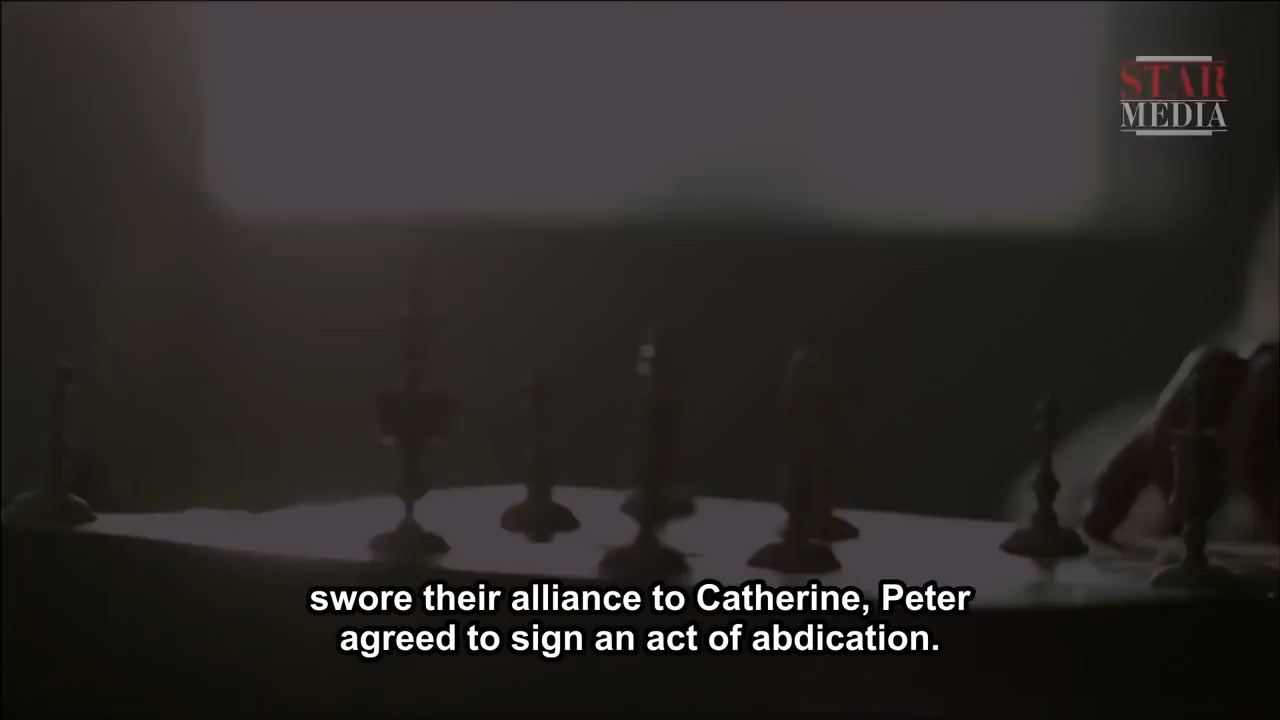 STAR
MEDIA
swore their alliance to Catherine, Peter
agreed to sign an act of abdication.